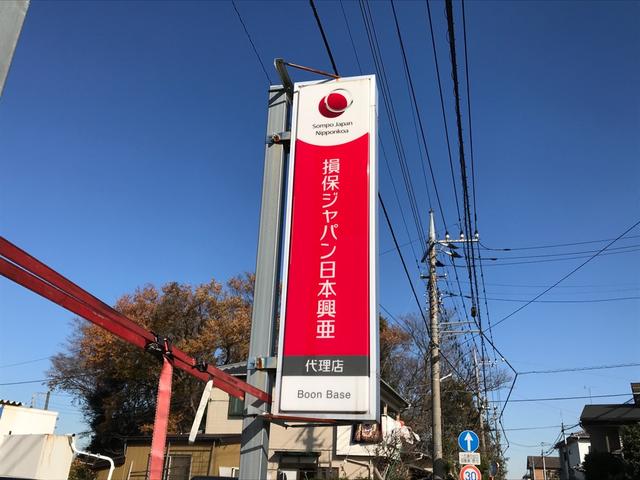 Sompo Japan
Nipponkoa
損保ジャパン日本興亜
代理店
Boon Base
30